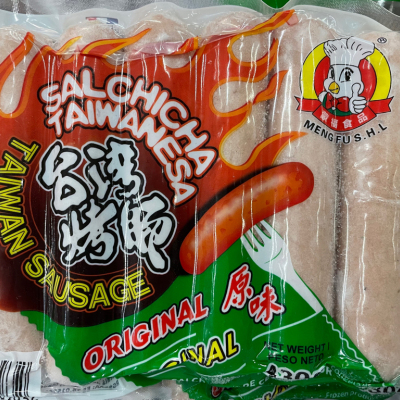 SALCHICHA
TAIWANESA
台湾
烤肠
TAIWAN SAUSAGE
ORIGINAL 原味
MENGFU S.H.L
NET WEIGHT
PESO NETO